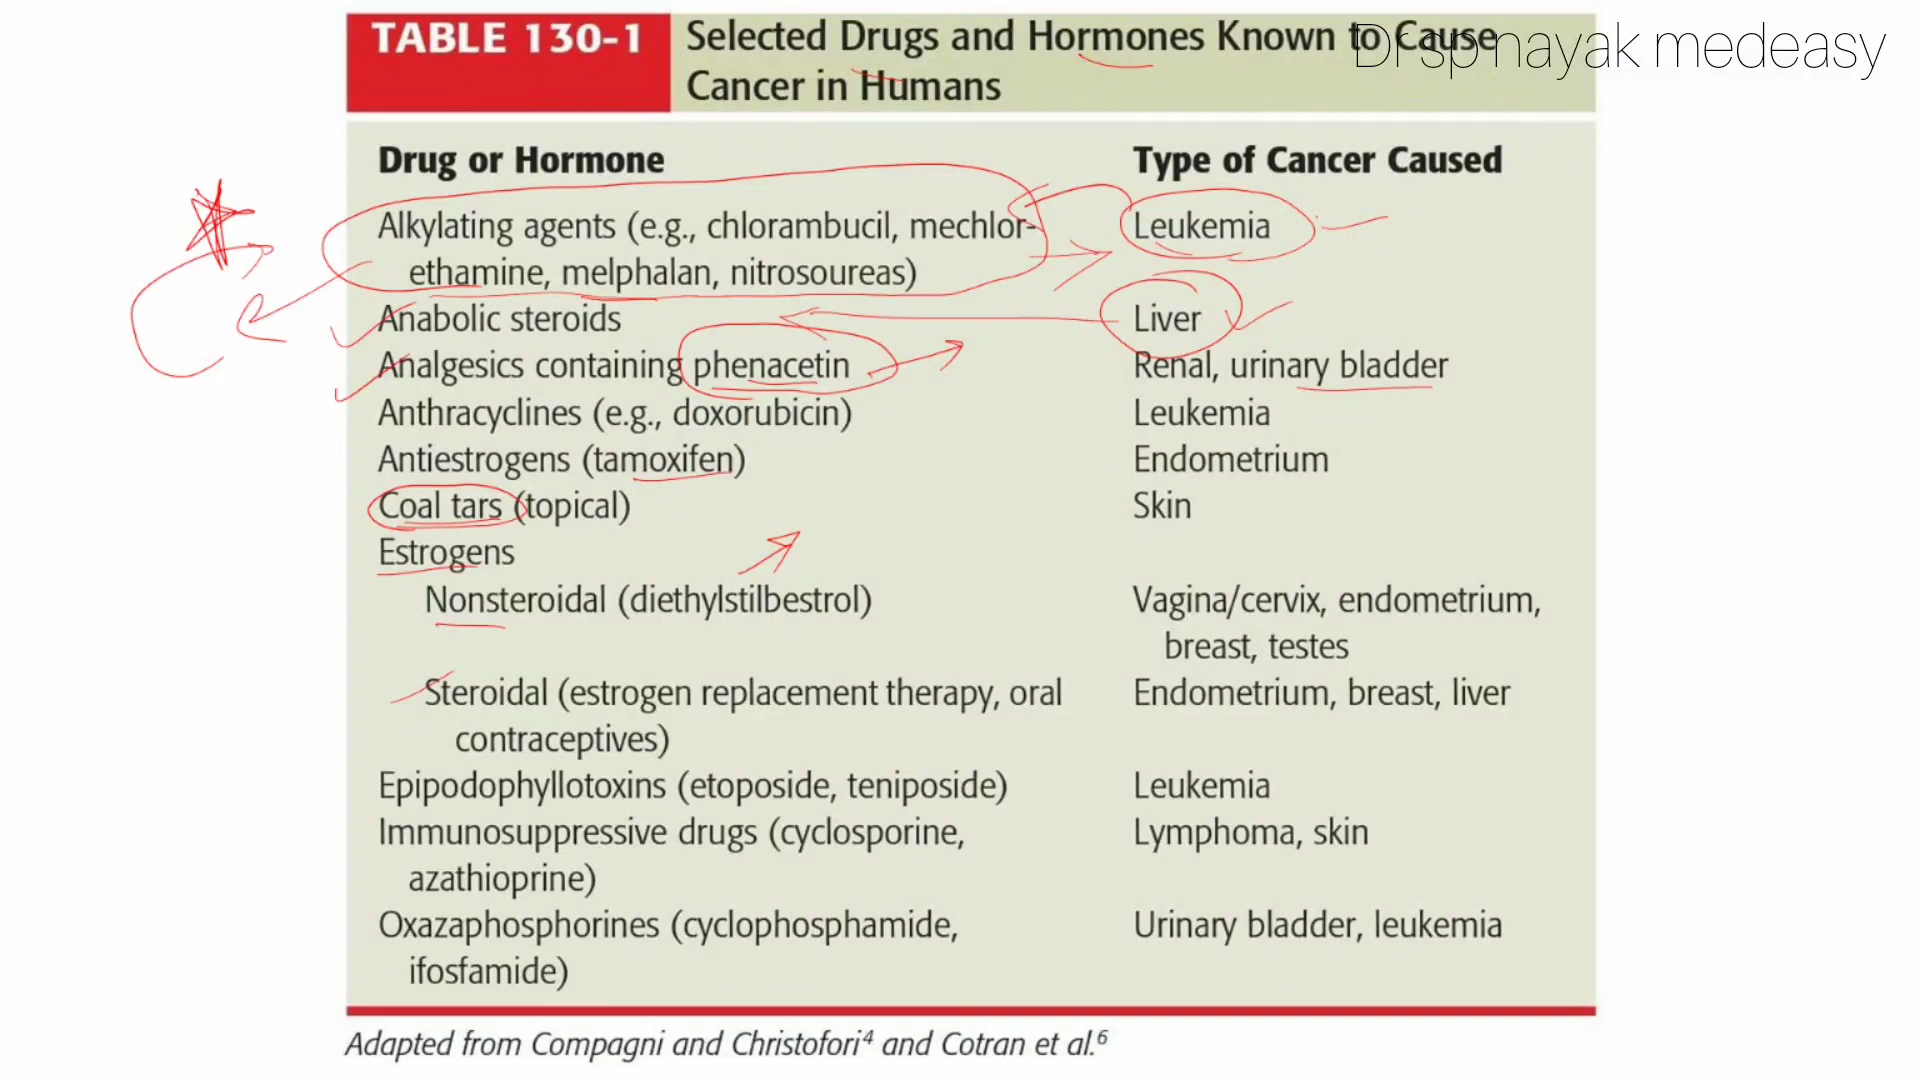 TABLE 130-1
Selected Drugs and Hormones Known to Cause
Cancer in Humans
Dr sp nayak medeasy
Drug or Hormone Type of Cancer Caused
Alkylating agents (e.g., chlorambucil, mechlor- Leukemia
ethamine, melphalan, nitrosoureas)
Anabolic steroids Liver
Analgesics containing phenacetin Renal, urinary bladder
Anthracyclines (e.g., doxorubicin) Leukemia
Antiestrogens (tamoxifen) Endometrium
Coal tars (topical) Skin
Estrogens
Nonsteroidal (diethylstilbestrol) Vagina/cervix, endometrium,
breast, testes
Steroidal (estrogen replacement therapy, oral Endometrium, breast, liver
contraceptives)
Epipodophyllotoxins (etoposide, teniposide) Leukemia
Immunosuppressive drugs (cyclosporine, Lymphoma, skin
azathioprine)
Oxazaphosphorines (cyclophosphamide, Urinary bladder, leukemia
ifosfamide)
Adapted from Compagni and Christofori⁴ and Cotran et al.⁶